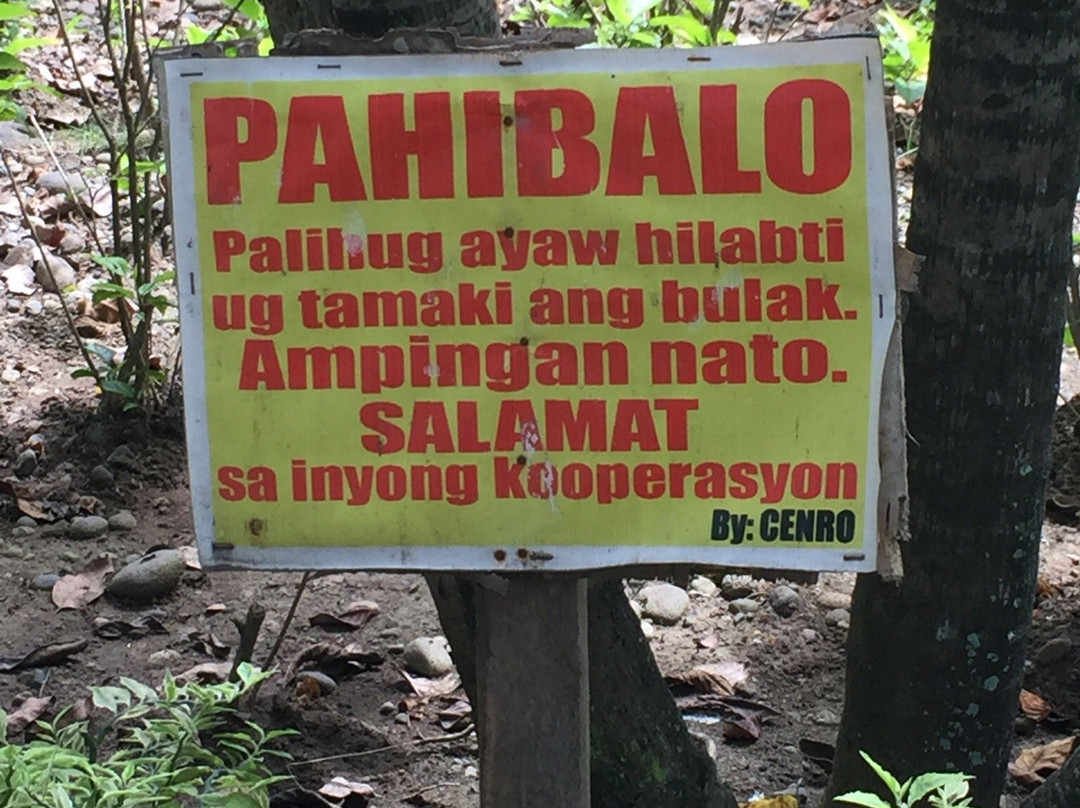 PAHIBALO
Palihug ayaw hilabti
ug tamaki ang bulak.
Ampingan nato.
SALAMAT
sa inyong kooperasyon
By: CENRO